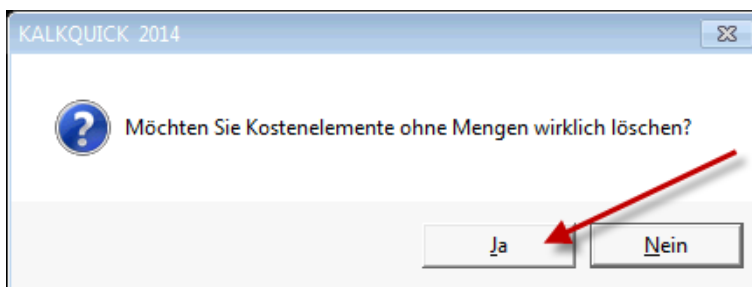 KALKQUICK 2014
Möchten Sie Kostenelemente ohne Mengen wirklich löschen?
Ja Nein